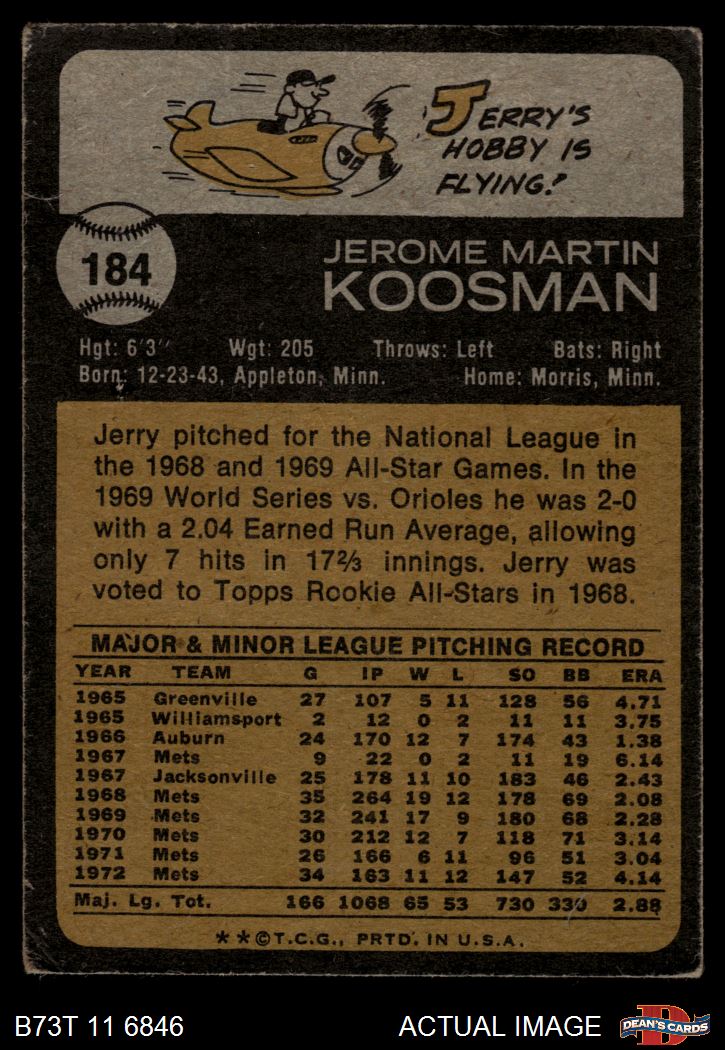 JERRY'S
HOBBY IS
FLYING!
184
JEROME MARTIN
KOOSMAN
Hgt: 6'3" Wgt: 205 Throws: Left Bats: Right
Born: 12-23-43, Appleton, Minn. Home: Morris, Minn.
Jerry pitched for the National League in
the 1968 and 1969 All-Star Games. In the
1969 World Series vs. Orioles he was 2-0
with a 2.04 Earned Run Average, allowing
only 7 hits in 17⅔ innings. Jerry was
voted to Topps Rookie All-Stars in 1968.
MAJOR & MINOR LEAGUE PITCHING RECORD
YEAR TEAM G IP W L SO BB ERA
1965 Greenville 27 107 5 11 128 56 4.71
1965 Williamsport 2 12 0 2 11 11 3.75
1966 Auburn 24 170 12 7 174 43 1.38
1967 Mets 9 22 0 2 11 19 6.14
1967 Jacksonville 25 178 11 10 183 46 2.43
1968 Mets 35 264 19 12 178 69 2.08
1969 Mets 32 241 17 9 180 68 2.28
1970 Mets 30 212 12 7 118 71 3.14
1971 Mets 26 166 6 11 96 51 3.04
1972 Mets 34 163 11 12 147 52 4.14
Maj. Lg. Tot. 166 1068 65 53 730 330 2.88
**©T.C.G., PRTD. IN U.S.A.
B73T 11 6846 ACTUAL IMAGE DEAN'S CARDS